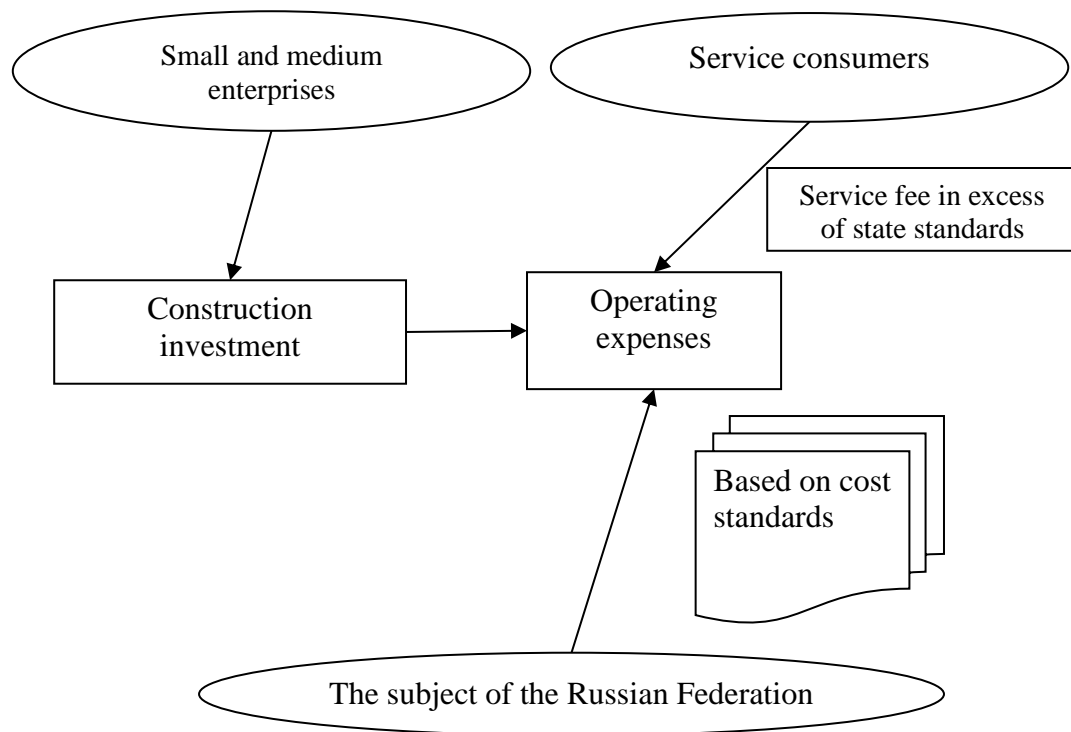 Small and medium
enterprises
Service consumers
Service fee in excess
of state standards
Construction
investment
Operating
expenses
Based on cost
standards
The subject of the Russian Federation